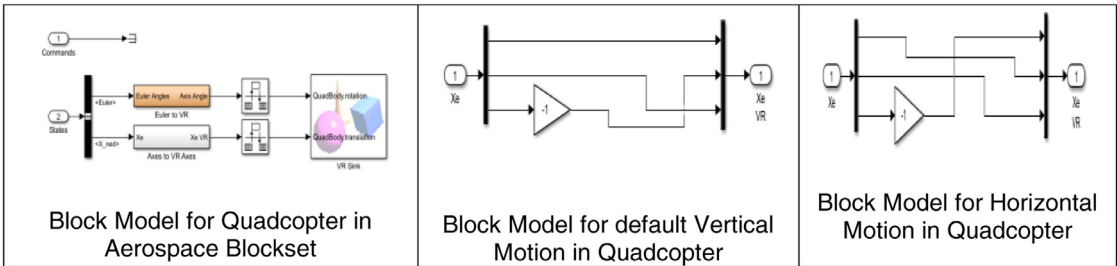 1
Commands
2
States
<Euler>
<X_ned>
Euler Angles Axis Angle
Euler to VR
Xe Xe VR
Axes to VR Axes
QuadBody.rotation
QuadBody.translation
VR Sink
Block Model for Quadcopter in
Aerospace Blockset
1
Xe
-1
1
Xe
VR
Block Model for default Vertical
Motion in Quadcopter
1
Xe
-1
1
Xe
VR
Block Model for Horizontal
Motion in Quadcopter